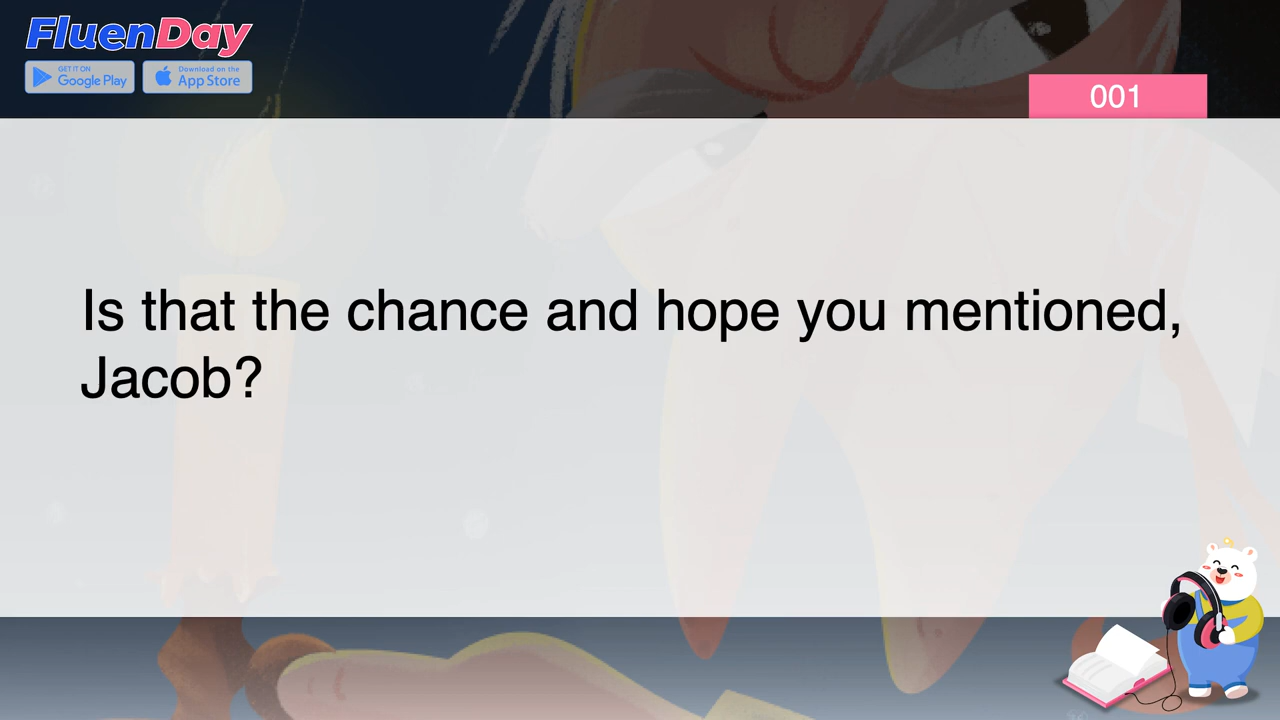 FluenDay
GET IT ON
Google Play
Download on the
App Store
001
Is that the chance and hope you mentioned,
Jacob?